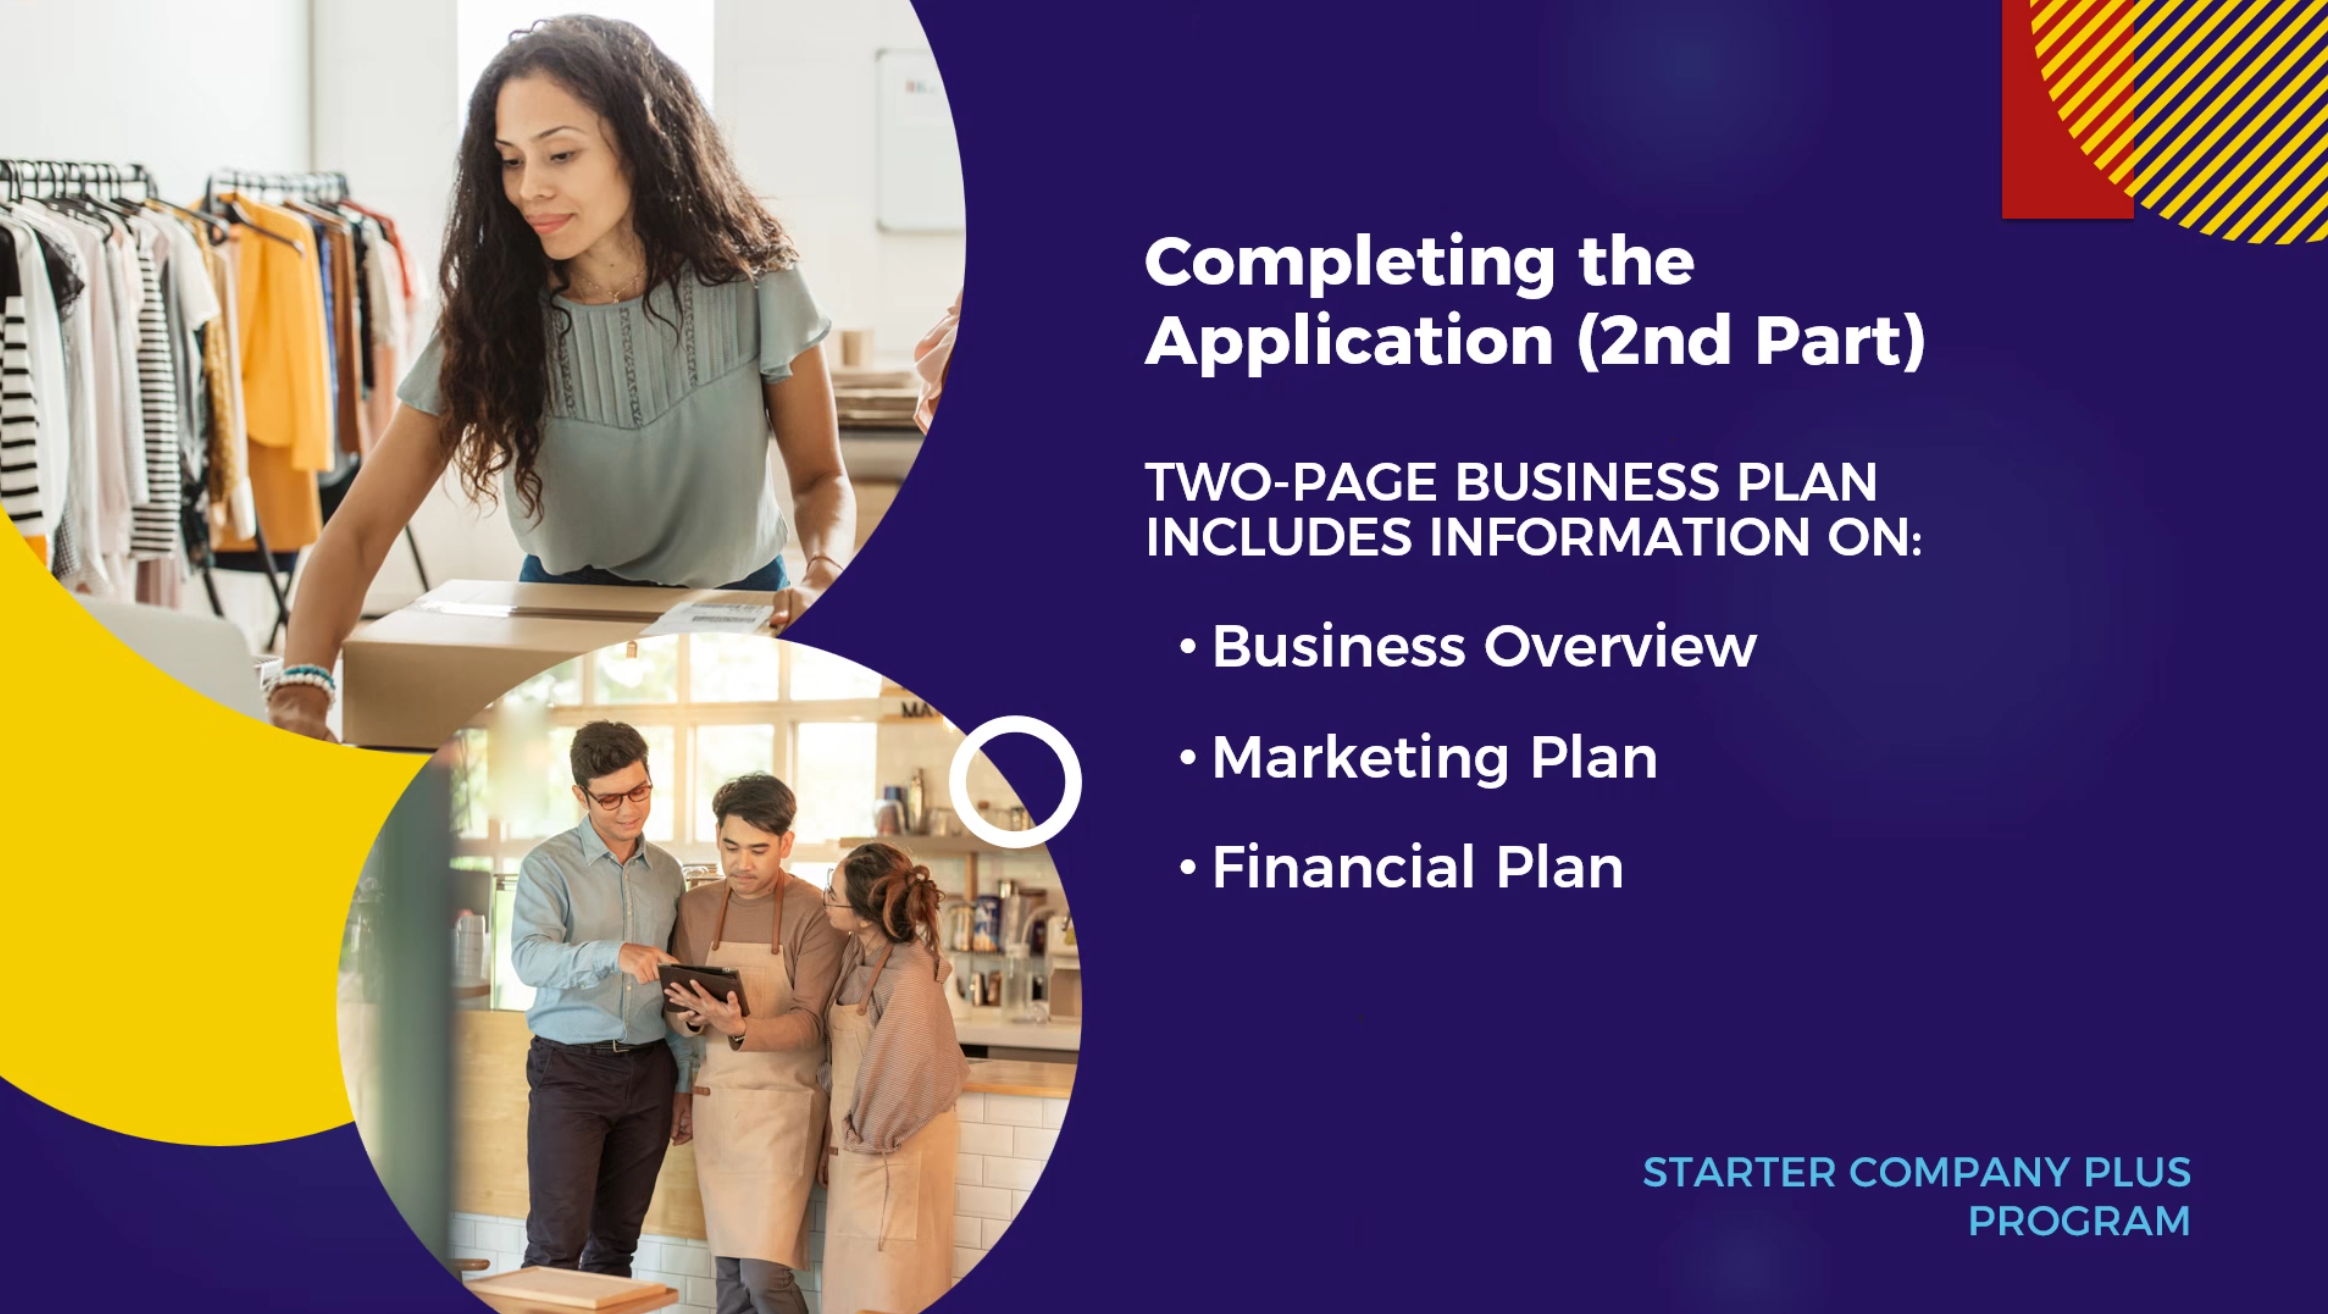 Completing the
Application (2nd Part)
TWO-PAGE BUSINESS PLAN
INCLUDES INFORMATION ON:
• Business Overview
• Marketing Plan
• Financial Plan
STARTER COMPANY PLUS
PROGRAM